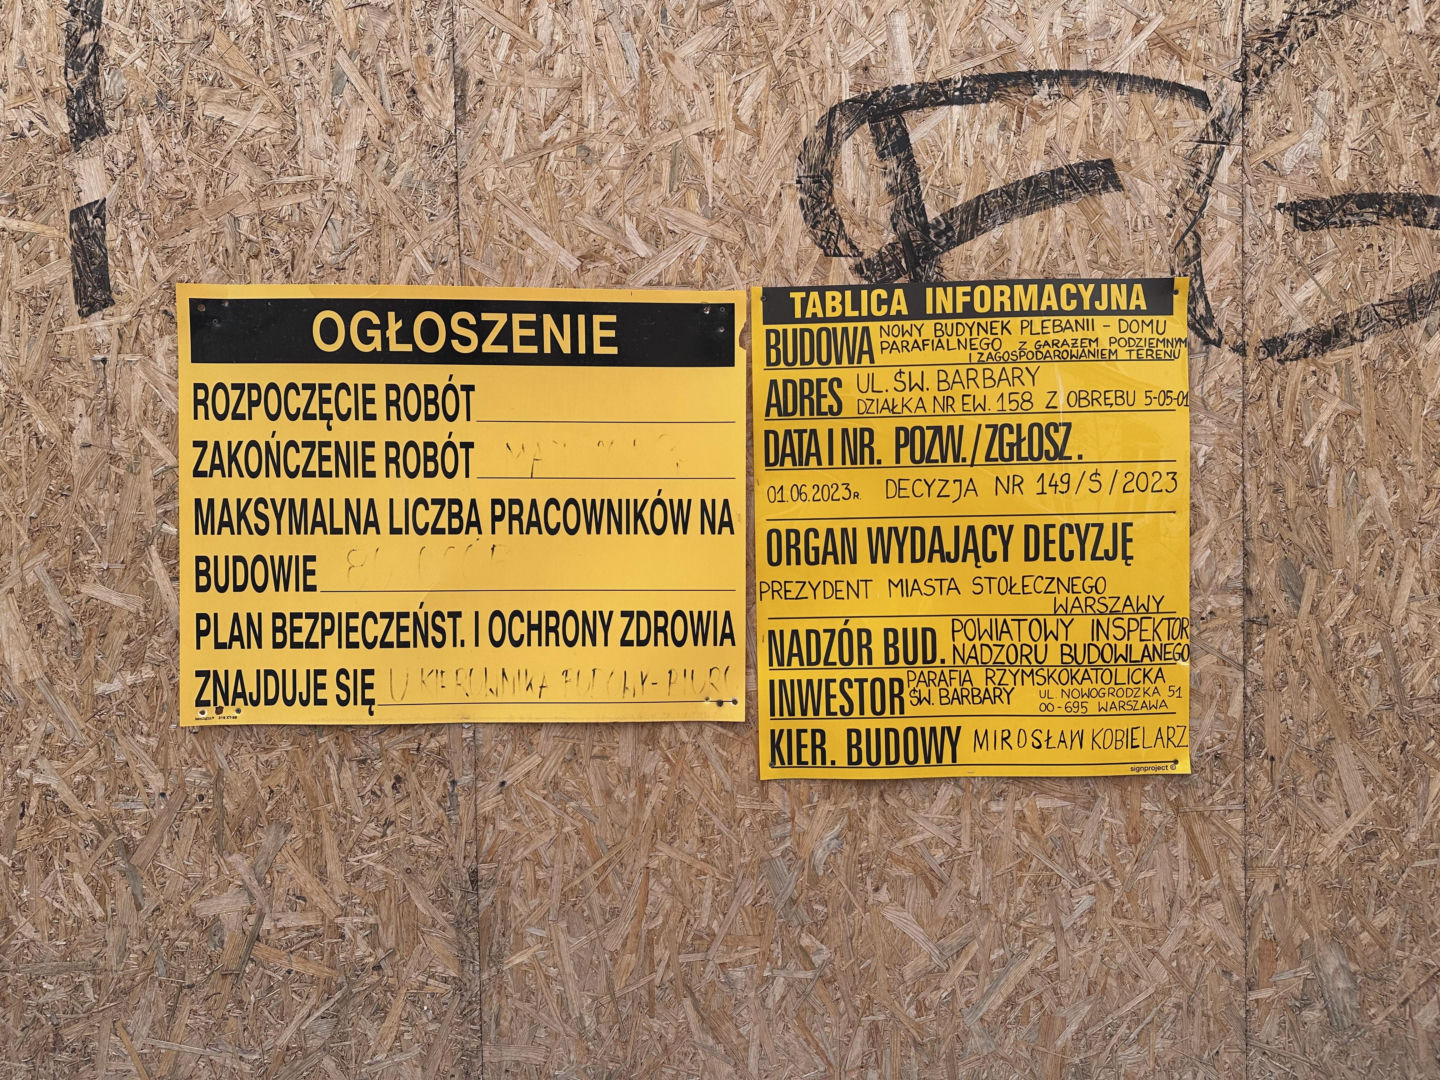 OGŁOSZENIE
ROZPOCZĘCIE ROBÓT
ZAKOŃCZENIE ROBÓT
MAKSYMALNA LICZBA PRACOWNIKÓW NA
BUDOWIE
PLAN BEZPIECZEŃST. I OCHRONY ZDROWIA
ZNAJDUJE SIĘ U KIEROWNIKA BUDOWY - BIURO
TABLICA INFORMACYJNA
BUDOWA NOWY BUDYNEK PLEBANII - DOMU
PARAFIALNEGO Z GARAŻEM PODZIEMNYM
I ZAGOSPODAROWANIEM TERENU
ADRES UL. ŚW. BARBARY
DZIAŁKA NR EW. 158 Z OBRĘBU 5-05-01
DATA I NR. POZW./ZGŁOSZ.
01.06.2023R. DECYZJA NR 149/Ś/2023
ORGAN WYDAJĄCY DECYZJĘ
PREZYDENT MIASTA STOŁECZNEGO
WARSZAWY
NADZÓR BUD. POWIATOWY INSPEKTOR
NADZORU BUDOWLANEGO
INWESTOR PARAFIA RZYMSKOKATOLICKA
ŚW. BARBARY UL. NOWOGRODZKA 51
00-695 WARSZAWA
KIER. BUDOWY MIROSŁAW KOBIELARZ
signproject